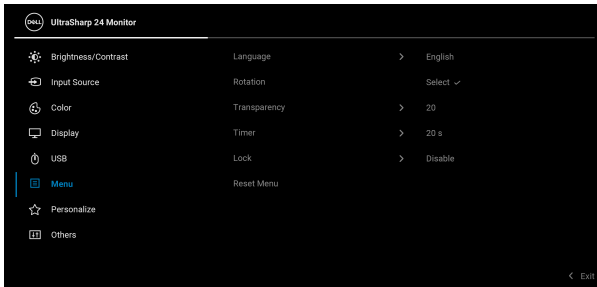 DELL UltraSharp 24 Monitor
Brightness/Contrast Language > English
Input Source Rotation Select ✓
Color Transparency > 20
Display Timer > 20 s
USB Lock > Disable
Menu Reset Menu
Personalize
Others
< Exit